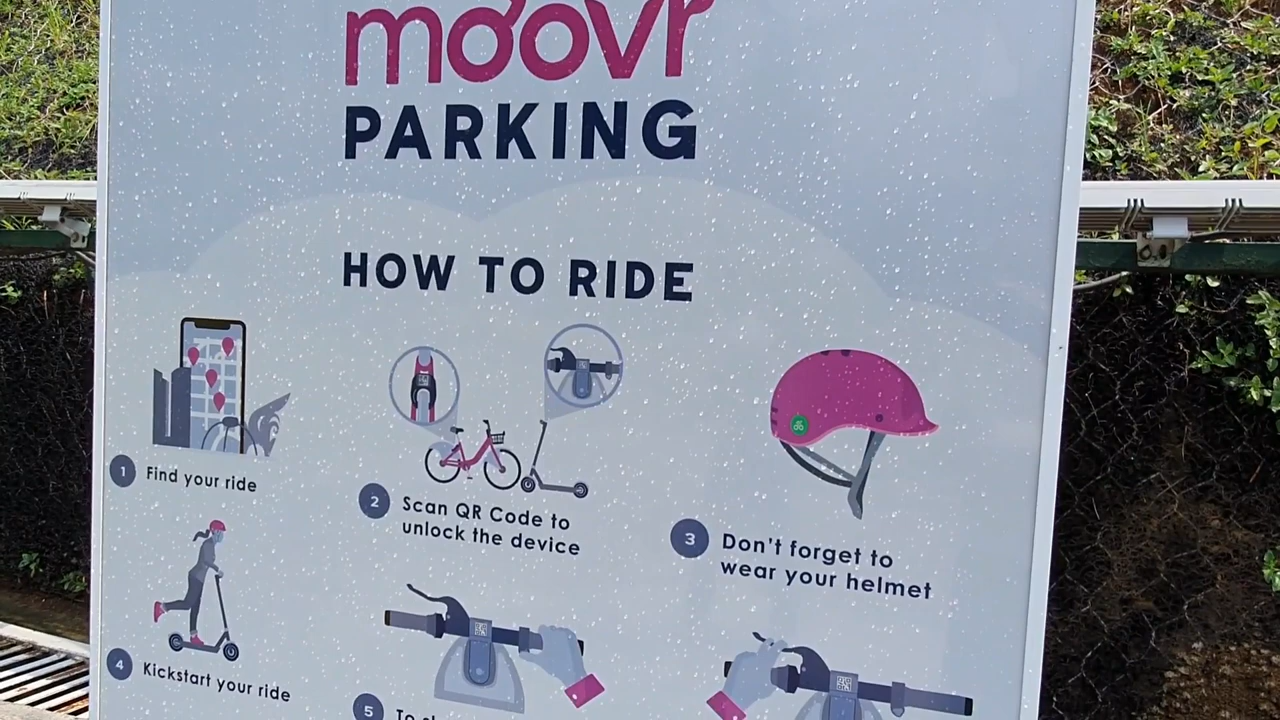 moovr
PARKING
HOW TO RIDE
1 Find your ride
2 Scan QR Code to
unlock the device
3 Don't forget to
wear your helmet
4 Kickstart your ride
5 To